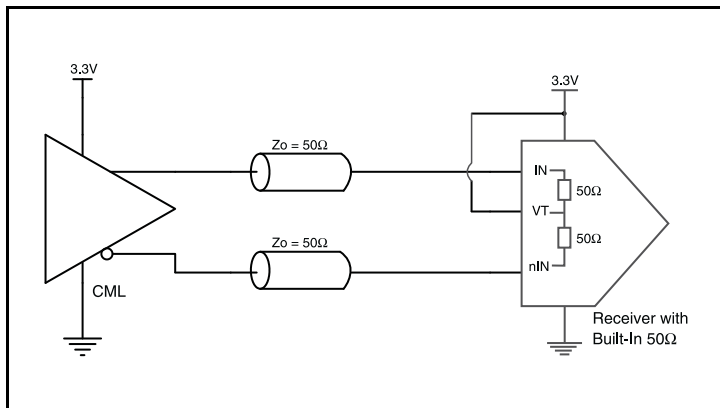 3.3V
3.3V
Zo = 50Ω
IN
50Ω
VT
50Ω
Zo = 50Ω
nIN
CML
Receiver with
Built-In 50Ω